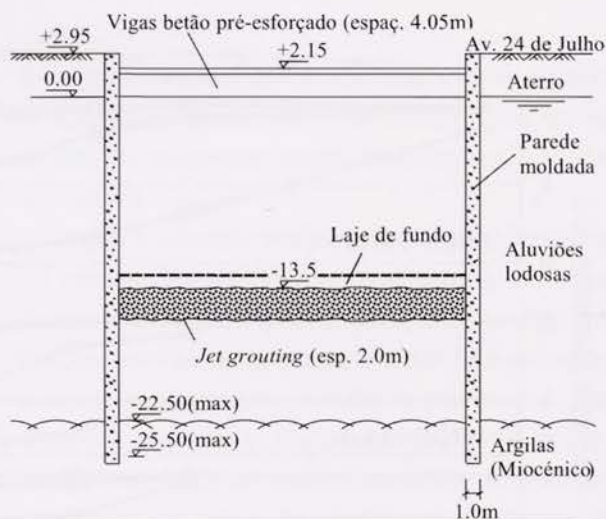 Vigas betão pré-esforçado (espaç. 4.05m)
+2.95
+2.15
Av. 24 de Julho
0.00
Aterro
Parede
moldada
Laje de fundo
-13.5
Aluviões
lodosas
Jet grouting (esp. 2.0m)
-22.50(max)
-25.50(max)
Argilas
(Miocénico)
1.0m